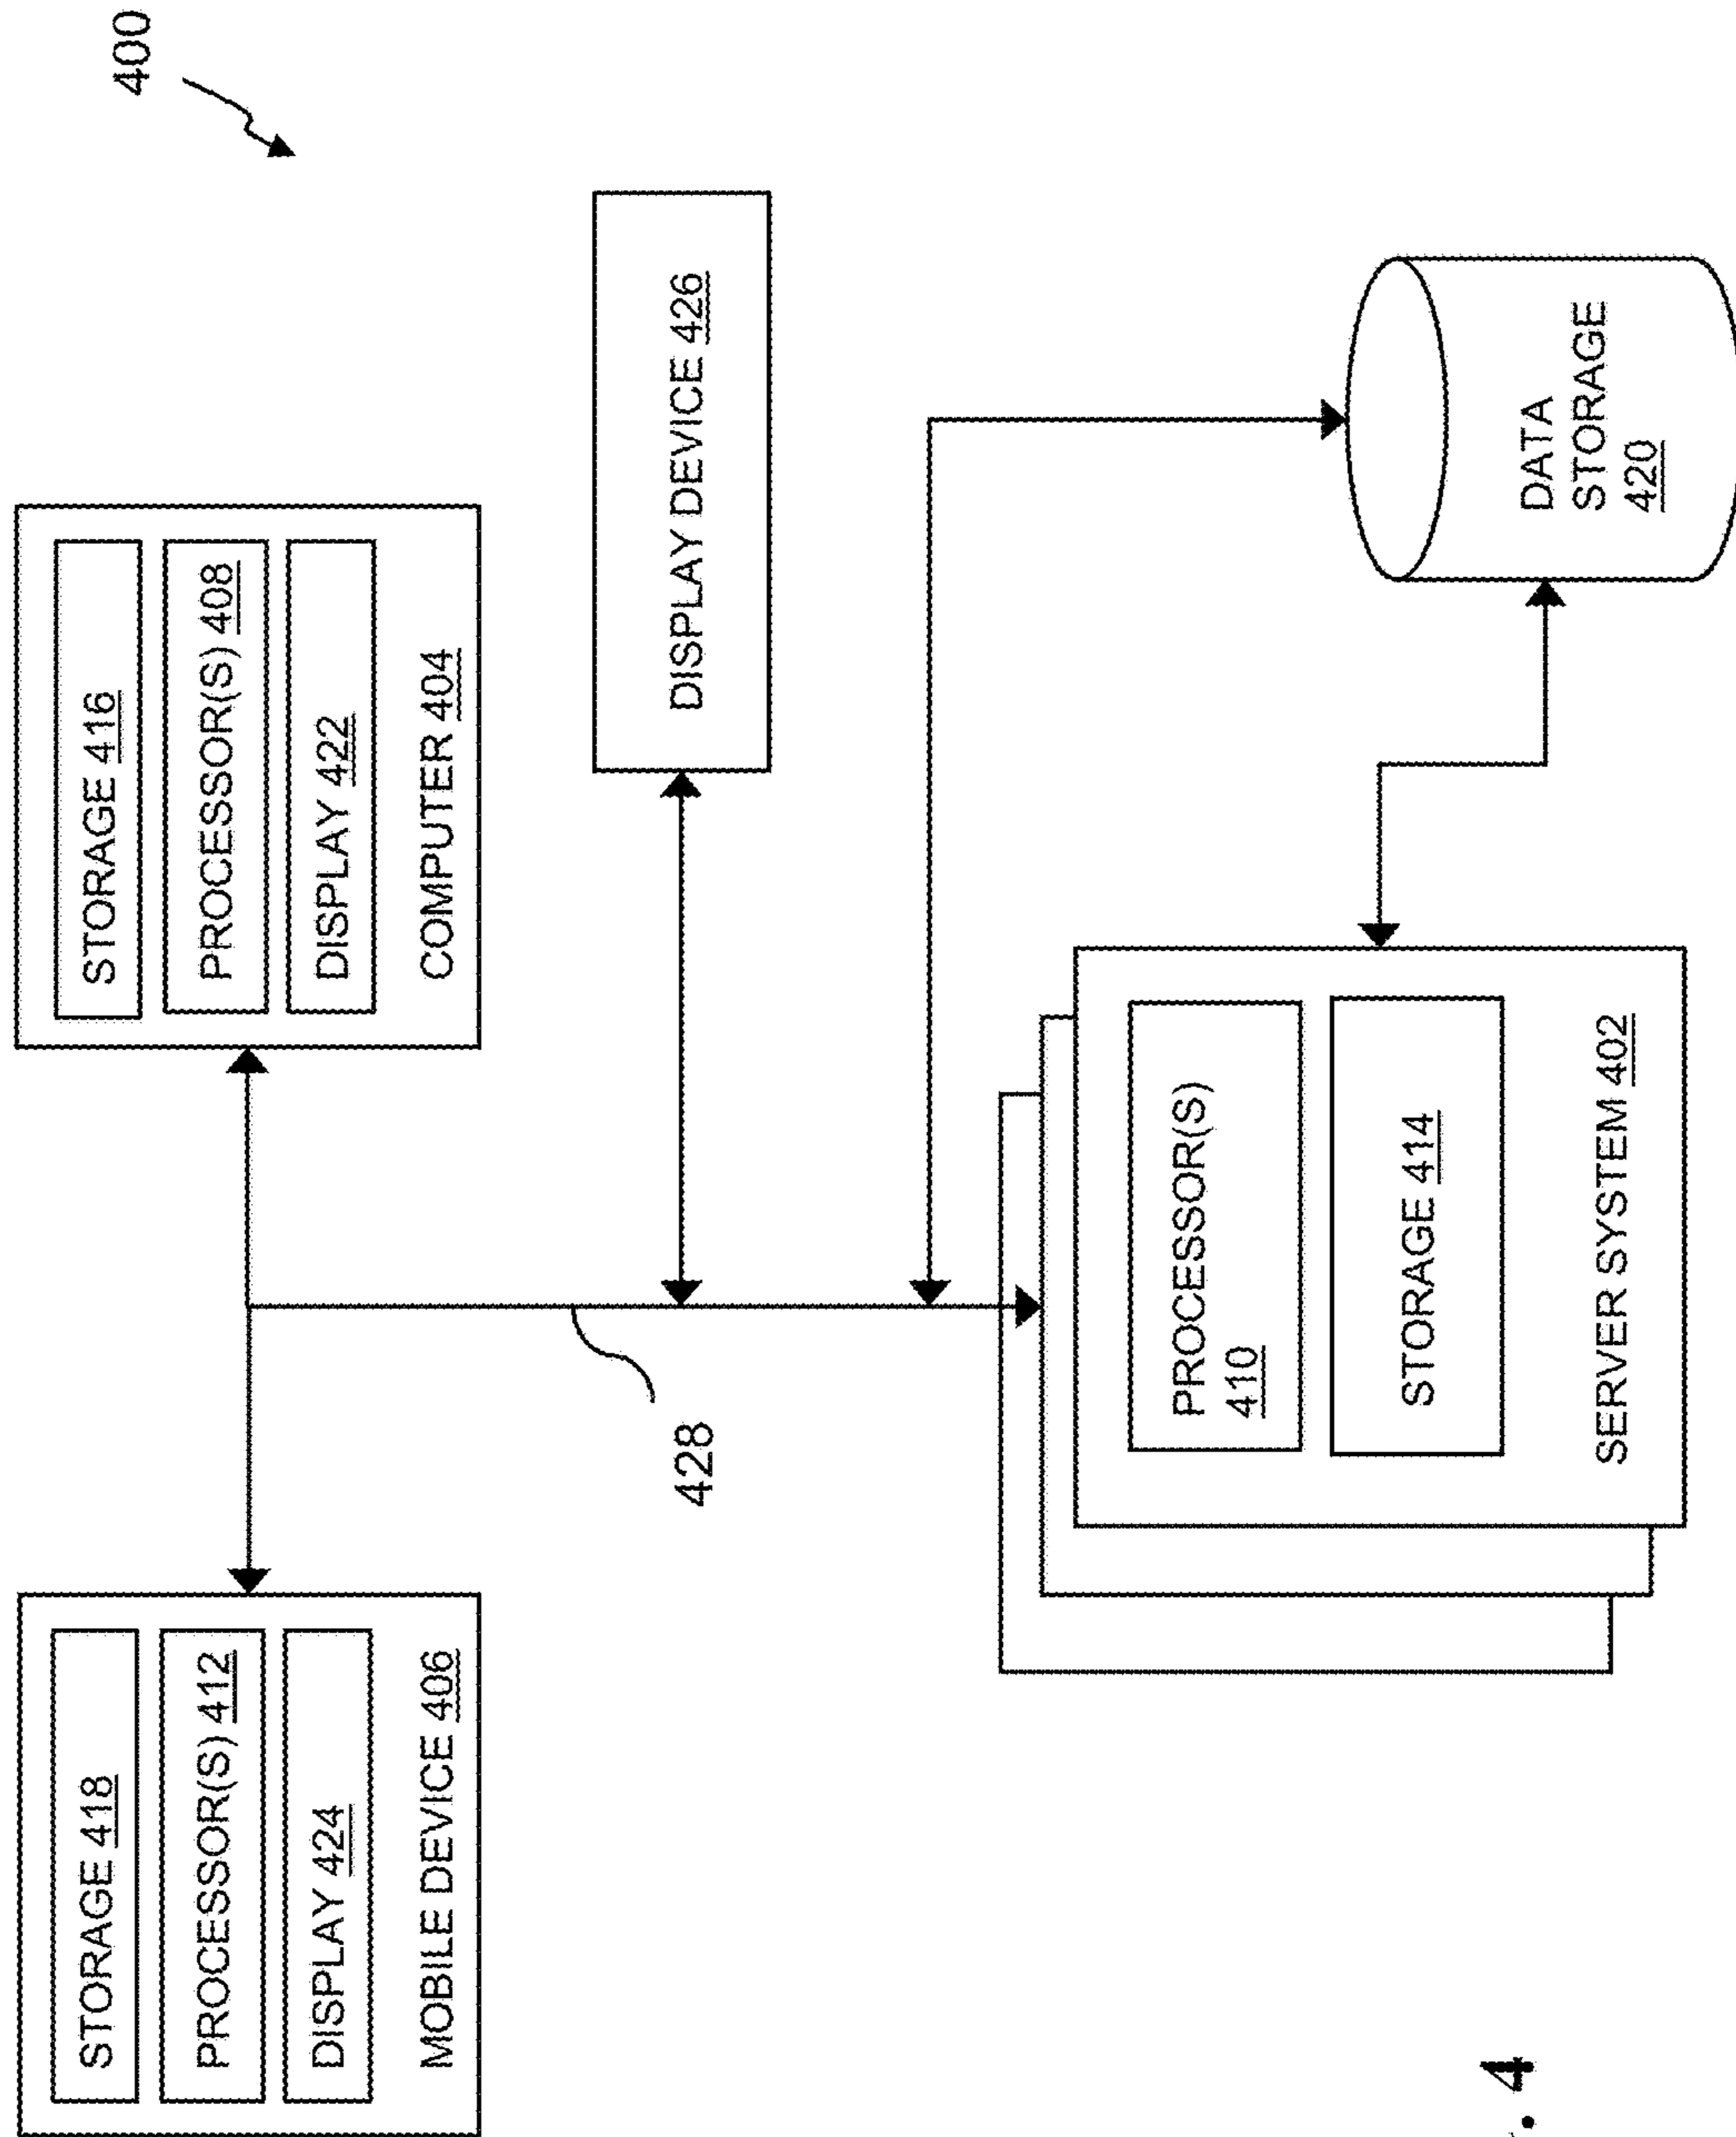 400
STORAGE 418
PROCESSOR(S) 412
DISPLAY 424
MOBILE DEVICE 406
STORAGE 416
PROCESSOR(S) 408
DISPLAY 422
COMPUTER 404
428
DISPLAY DEVICE 426
PROCESSOR(S)
410
STORAGE 414
SERVER SYSTEM 402
DATA
STORAGE
420
. 4